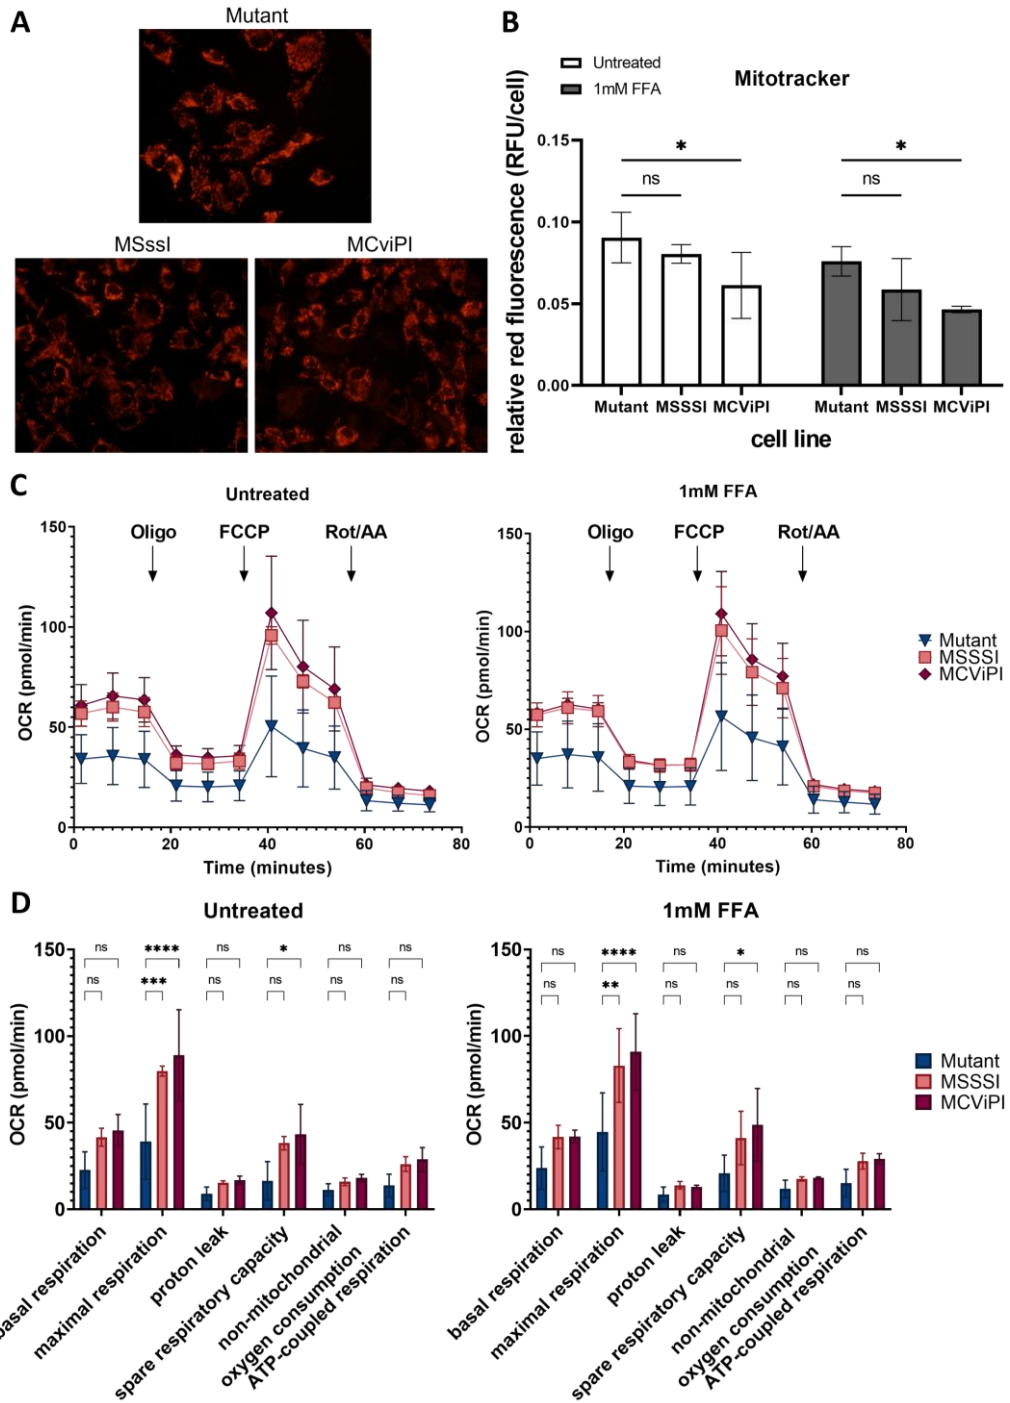 A
Mutant
MSssI
MCviPI
B
Untreated
1mM FFA
Mitotracker
relative red fluorescence (RFU/cell)
0.15
0.10
0.05
0.00
*
ns
*
ns
Mutant MSSSI MCViPI
Mutant MSSSI MCViPI
cell line
C
Untreated
OCR (pmol/min)
150
100
50
0
Oligo FCCP Rot/AA
0 20 40 60 80
Time (minutes)
1mM FFA
OCR (pmol/min)
150
100
50
0
Oligo FCCP Rot/AA
0 20 40 60 80
Time (minutes)
Mutant
MSSSI
MCViPI
D
Untreated
OCR (pmol/min)
150
100
50
0
ns **** ns * ns ns
ns *** ns ns ns ns
basal respiration
maximal respiration
proton leak
spare respiratory capacity
non-mitochondrial
oxygen consumption
ATP-coupled respiration
1mM FFA
OCR (pmol/min)
150
100
50
0
ns **** ns * ns ns
ns ** ns ns ns ns
basal respiration
maximal respiration
proton leak
spare respiratory capacity
non-mitochondrial
oxygen consumption
ATP-coupled respiration
Mutant
MSSSI
MCViPI